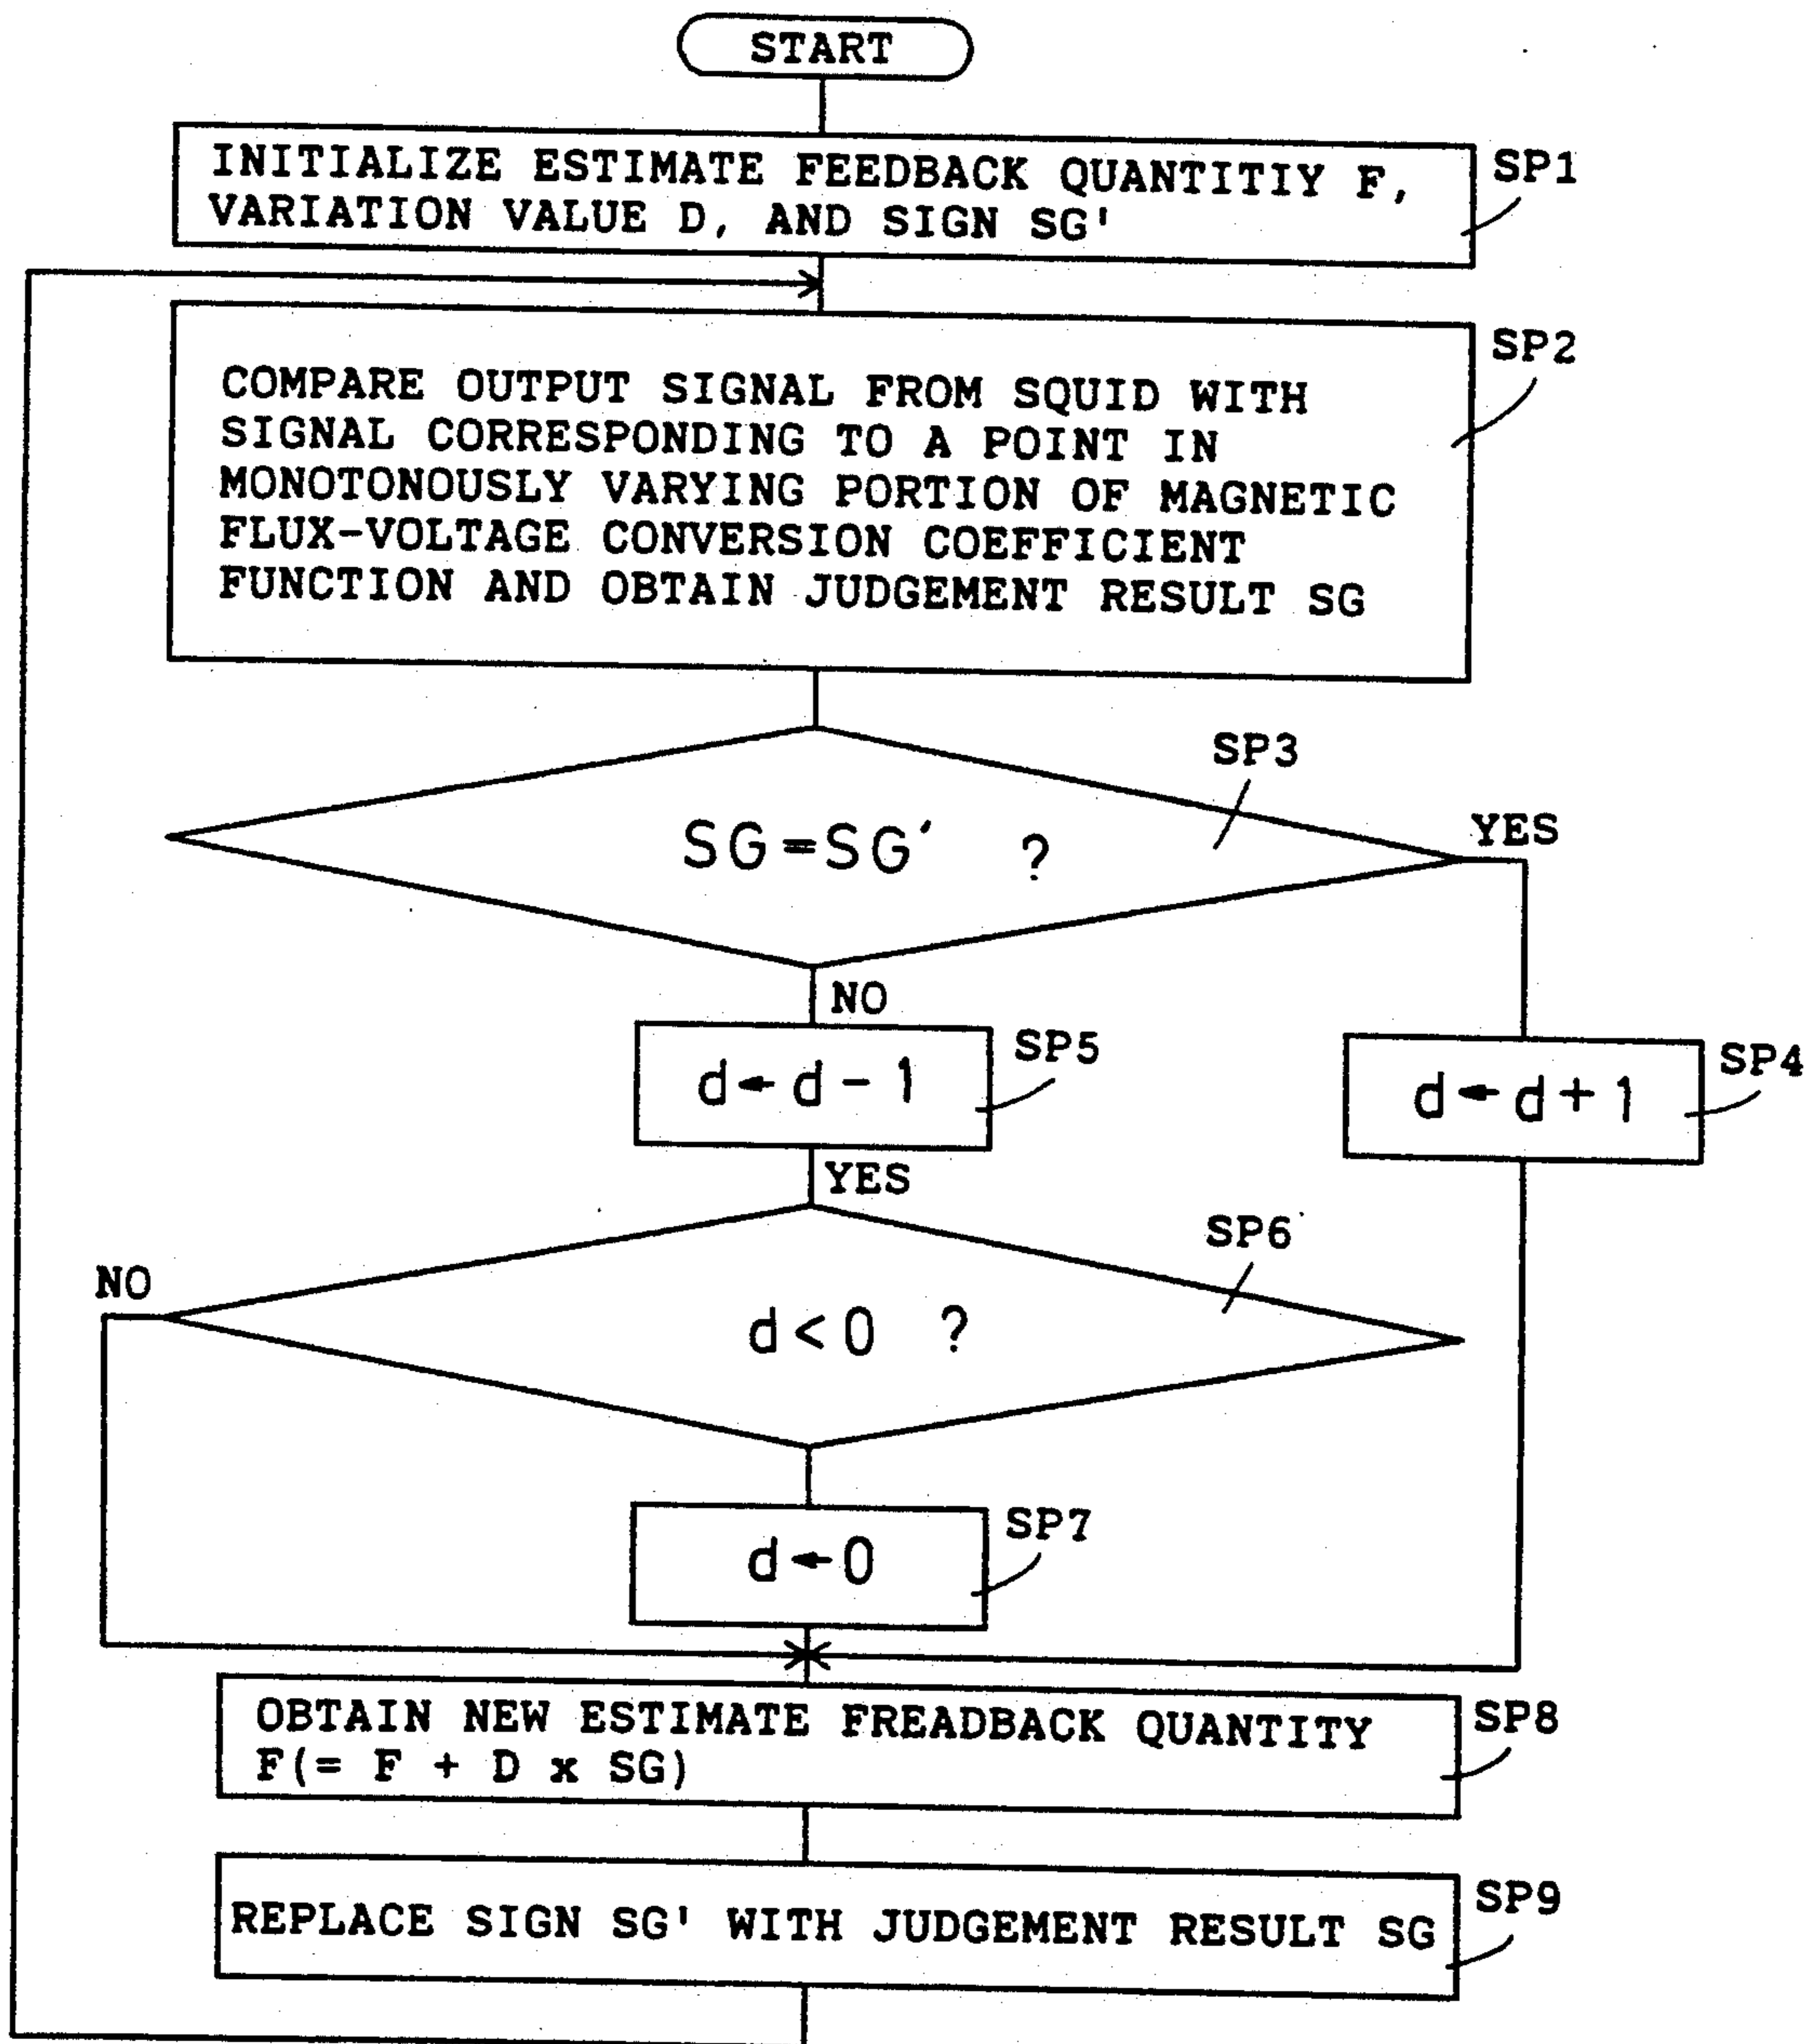 START
INITIALIZE ESTIMATE FEEDBACK QUANTITIY F,
VARIATION VALUE D, AND SIGN SG'
SP1
COMPARE OUTPUT SIGNAL FROM SQUID WITH
SIGNAL CORRESPONDING TO A POINT IN
MONOTONOUSLY VARYING PORTION OF MAGNETIC
FLUX-VOLTAGE CONVERSION COEFFICIENT
FUNCTION AND OBTAIN JUDGEMENT RESULT SG
SP2
SP3
SG=SG' ?
YES
NO
d←d-1
SP5
d←d+1
SP4
YES
SP6
NO
d<0 ?
d←0
SP7
OBTAIN NEW ESTIMATE FREADBACK QUANTITY
F(= F + D x SG)
SP8
REPLACE SIGN SG' WITH JUDGEMENT RESULT SG
SP9